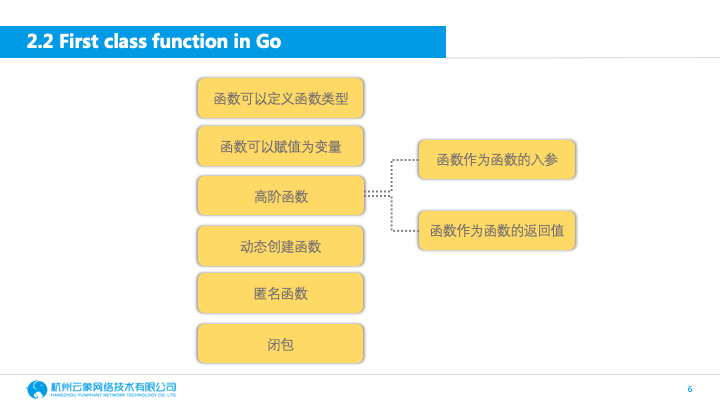 2.2 First class function in Go
函数可以定义函数类型
函数可以赋值为变量
函数作为函数的入参
高阶函数
函数作为函数的返回值
动态创建函数
匿名函数
闭包
杭州云象网络技术有限公司
HANGZHOU YUNPHANT NETWORK TECHNOLOGY CO. LTD
6